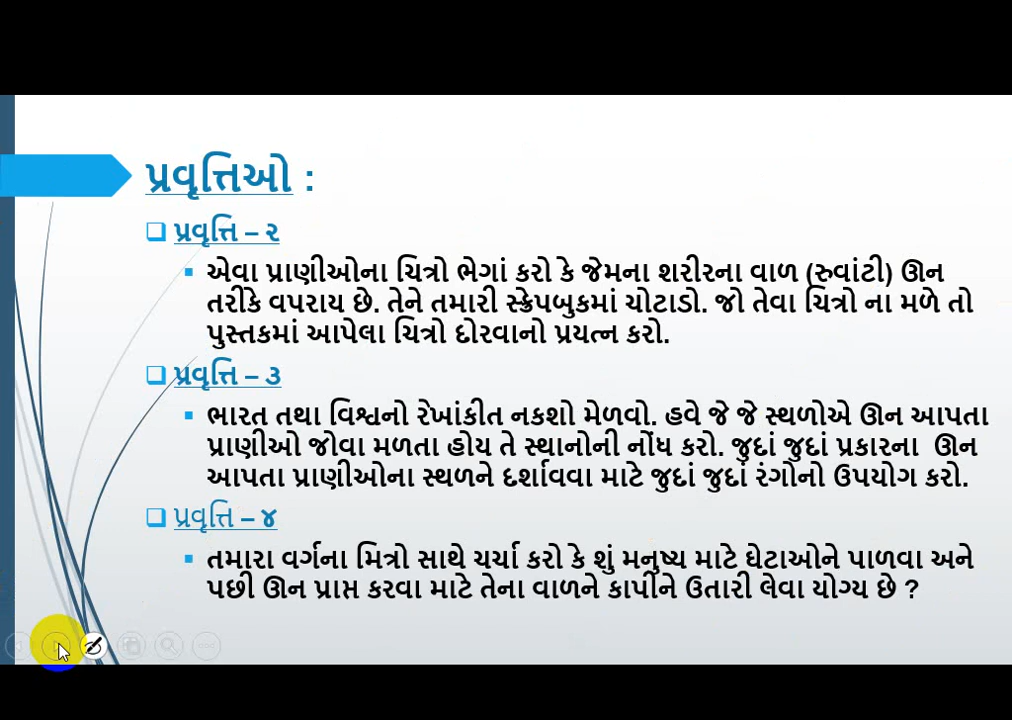 પ્રવૃત્તિઓ :
પ્રવૃત્તિ – ૨
એવા પ્રાણીઓના ચિત્રો ભેગાં કરો કે જેમના શરીરના વાળ (રુવાંટી) ઊન
તરીકે વપરાય છે. તેને તમારી સ્ક્રેપબુકમાં ચોટાડો. જો તેવા ચિત્રો ના મળે તો
પુસ્તકમાં આપેલા ચિત્રો દોરવાનો પ્રયત્ન કરો.
પ્રવૃત્તિ – ૩
ભારત તથા વિશ્વનો રેખાંકીત નકશો મેળવો. હવે જે જે સ્થળોએ ઊન આપતા
પ્રાણીઓ જોવા મળતા હોય તે સ્થાનોની નોંધ કરો. જુદાં જુદાં પ્રકારના ઊન
આપતા પ્રાણીઓના સ્થળને દર્શાવવા માટે જુદાં જુદાં રંગોનો ઉપયોગ કરો.
પ્રવૃત્તિ – ૪
તમારા વર્ગના મિત્રો સાથે ચર્ચા કરો કે શું મનુષ્ય માટે ઘેટાઓને પાળવા અને
પછી ઊન પ્રાપ્ત કરવા માટે તેના વાળને કાપીને ઉતારી લેવા યોગ્ય છે ?